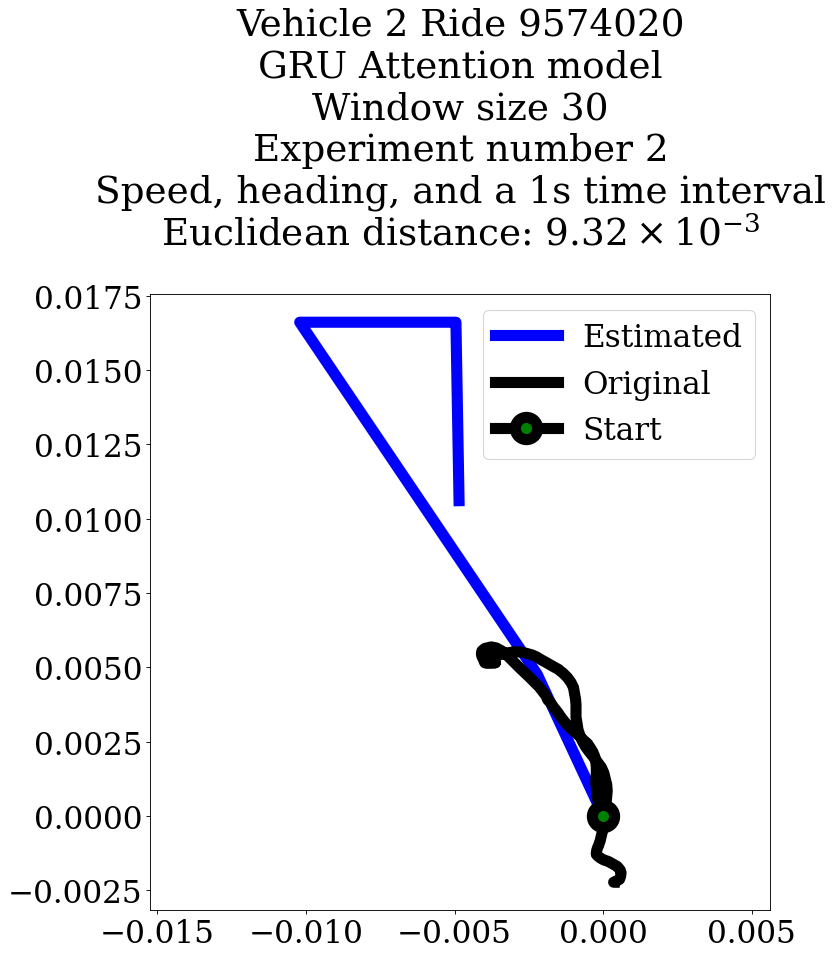 Vehicle 2 Ride 9574020
GRU Attention model
Window size 30
Experiment number 2
Speed, heading, and a 1s time interval
Euclidean distance: 9.32 × 10⁻³
0.0175
0.0150
0.0125
0.0100
0.0075
0.0050
0.0025
0.0000
−0.0025
Estimated
Original
Start
−0.015 −0.010 −0.005 0.000 0.005